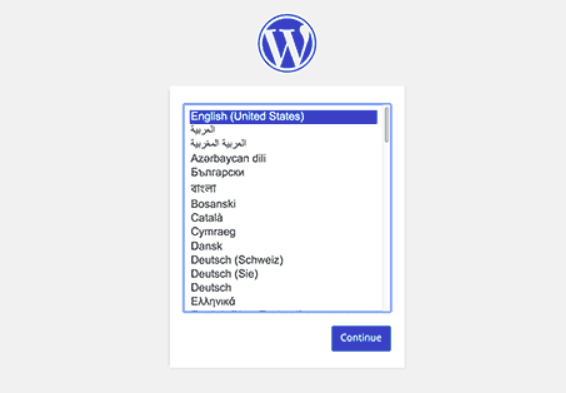 English (United States)
العربية
العربية المغربية
Azərbaycan dili
Български
বাংলা
Bosanski
Català
Cymraeg
Dansk
Deutsch (Schweiz)
Deutsch (Sie)
Deutsch
Ελληνικά
Continue